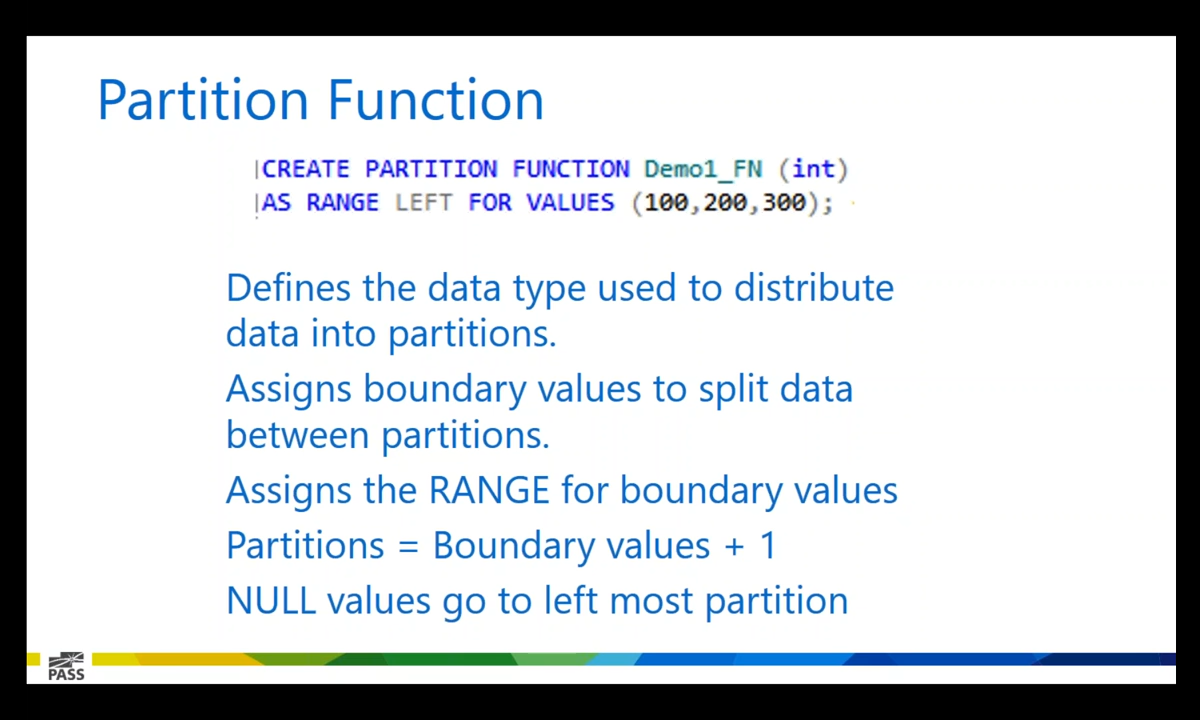 Partition Function
CREATE PARTITION FUNCTION Demo1_FN (int)
AS RANGE LEFT FOR VALUES (100,200,300);
Defines the data type used to distribute
data into partitions.
Assigns boundary values to split data
between partitions.
Assigns the RANGE for boundary values
Partitions = Boundary values + 1
NULL values go to left most partition
PASS